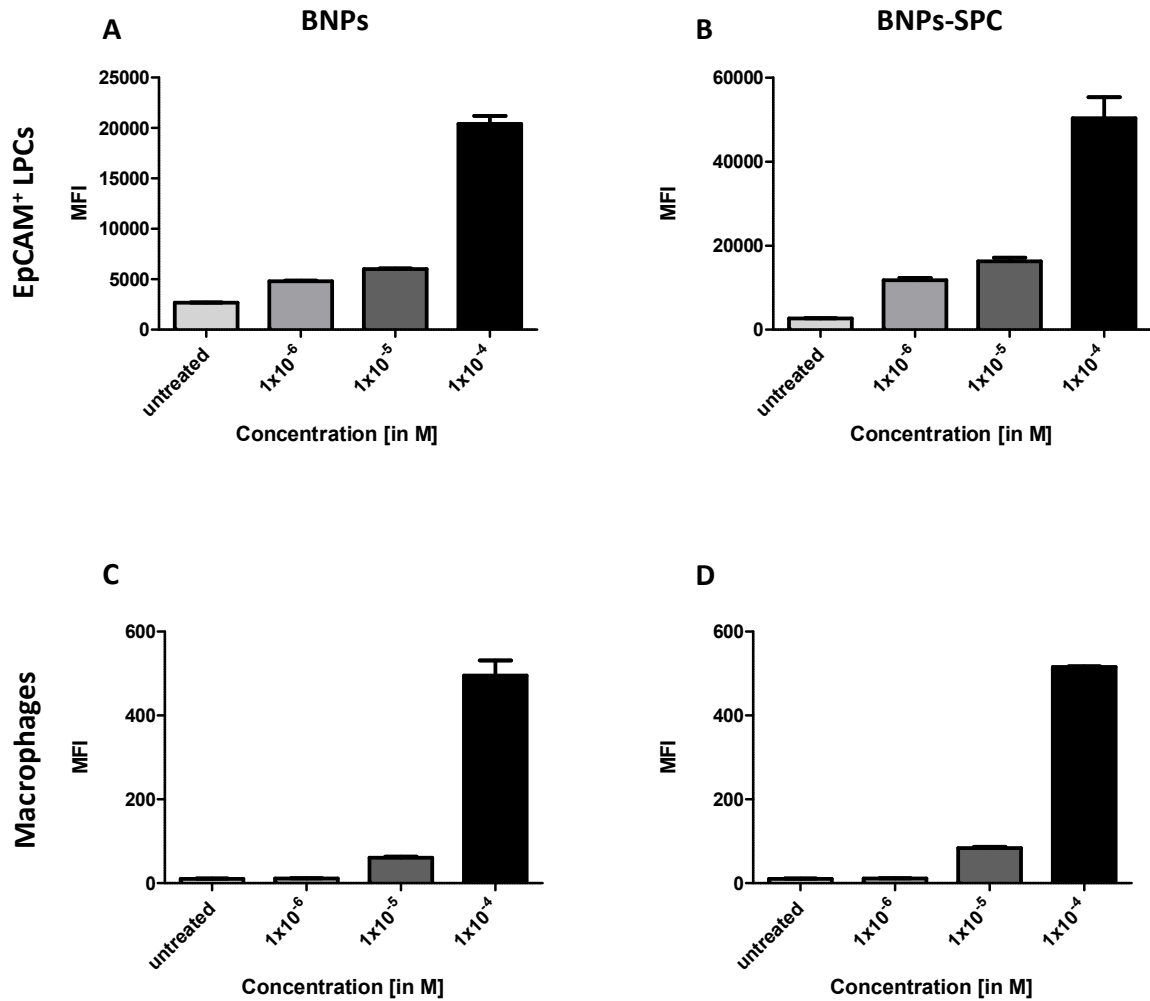 BNPs
BNPs-SPC
EpCAM⁺ LPCs
A
25000
20000
15000
10000
5000
0
MFI
untreated
1x10⁻⁶
1x10⁻⁵
1x10⁻⁴
Concentration [in M]
B
60000
40000
20000
0
MFI
untreated
1x10⁻⁶
1x10⁻⁵
1x10⁻⁴
Concentration [in M]
Macrophages
C
600
400
200
0
MFI
untreated
1x10⁻⁶
1x10⁻⁵
1x10⁻⁴
Concentration [in M]
D
600
400
200
0
MFI
untreated
1x10⁻⁶
1x10⁻⁵
1x10⁻⁴
Concentration [in M]